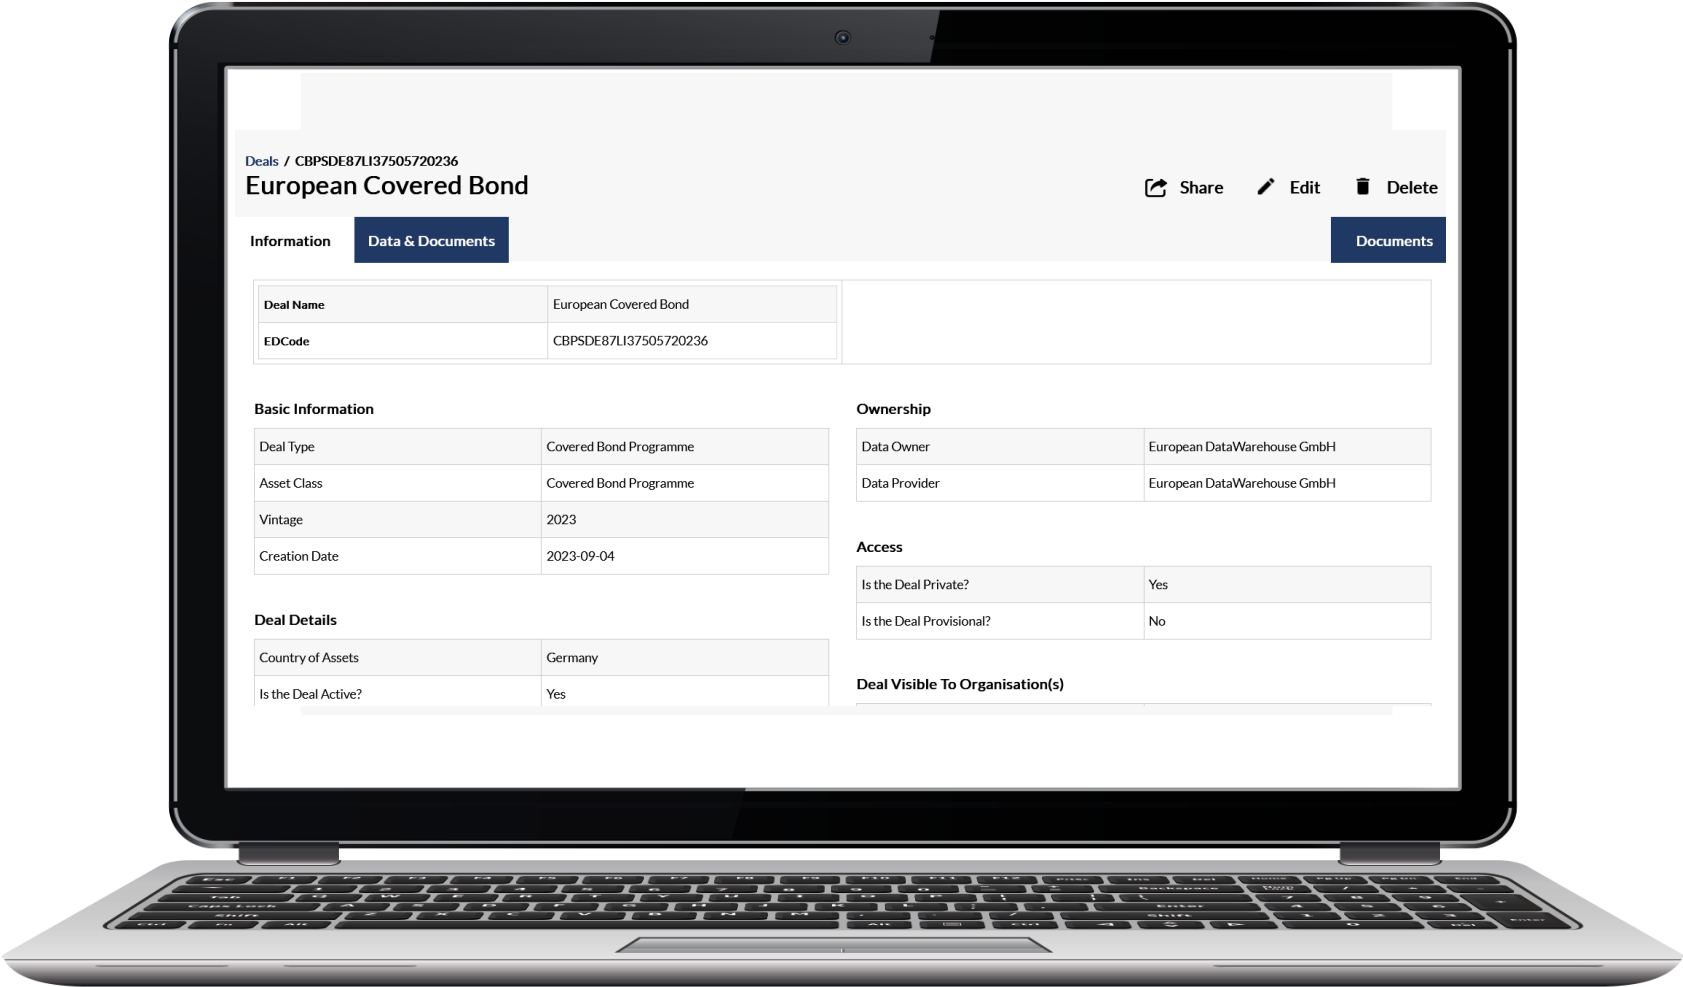 Deals / CBPSDE87LI37505720236
European Covered Bond
Share Edit Delete
Information Data & Documents Documents
Deal Name European Covered Bond
EDCode CBPSDE87LI37505720236
Basic Information
Deal Type Covered Bond Programme
Asset Class Covered Bond Programme
Vintage 2023
Creation Date 2023-09-04
Deal Details
Country of Assets Germany
Is the Deal Active? Yes
Ownership
Data Owner European DataWarehouse GmbH
Data Provider European DataWarehouse GmbH
Access
Is the Deal Private? Yes
Is the Deal Provisional? No
Deal Visible To Organisation(s)